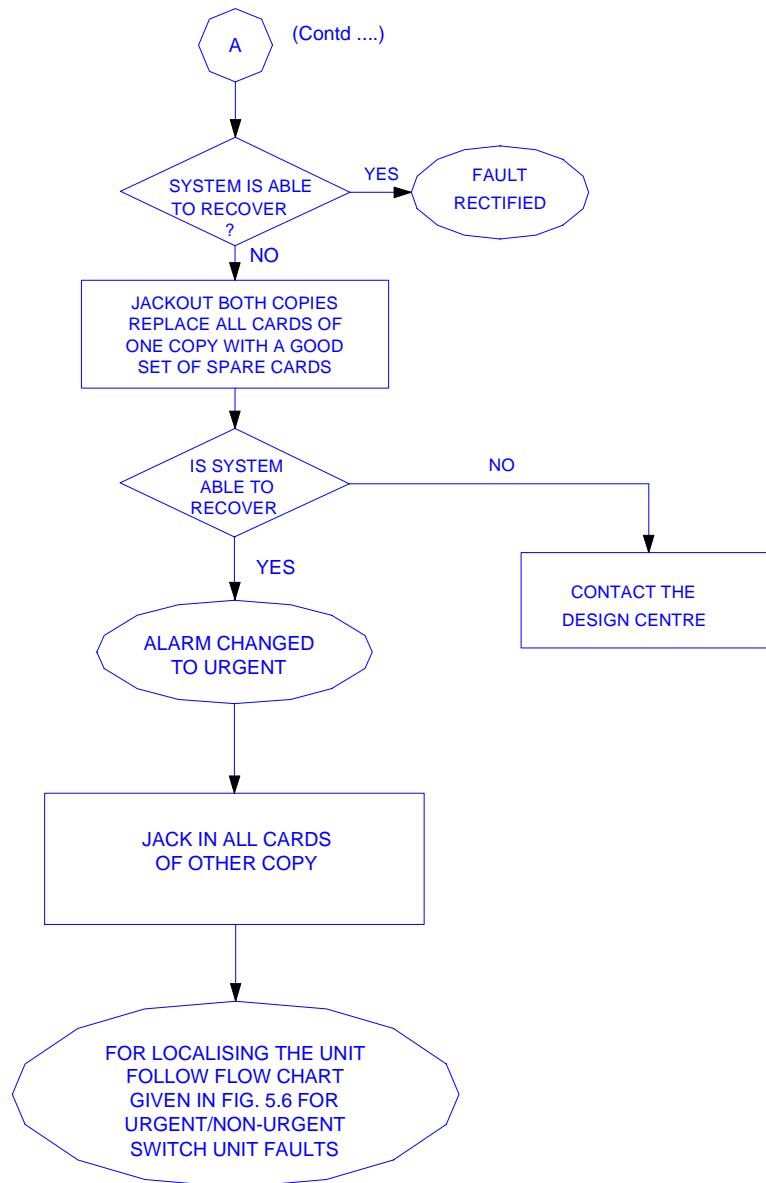 A
(Contd ....)
SYSTEM IS ABLE
TO RECOVER
?
YES
FAULT
RECTIFIED
NO
JACKOUT BOTH COPIES
REPLACE ALL CARDS OF
ONE COPY WITH A GOOD
SET OF SPARE CARDS
IS SYSTEM
ABLE TO
RECOVER
NO
YES
CONTACT THE
DESIGN CENTRE
ALARM CHANGED
TO URGENT
JACK IN ALL CARDS
OF OTHER COPY
FOR LOCALISING THE UNIT
FOLLOW FLOW CHART
GIVEN IN FIG. 5.6 FOR
URGENT/NON-URGENT
SWITCH UNIT FAULTS